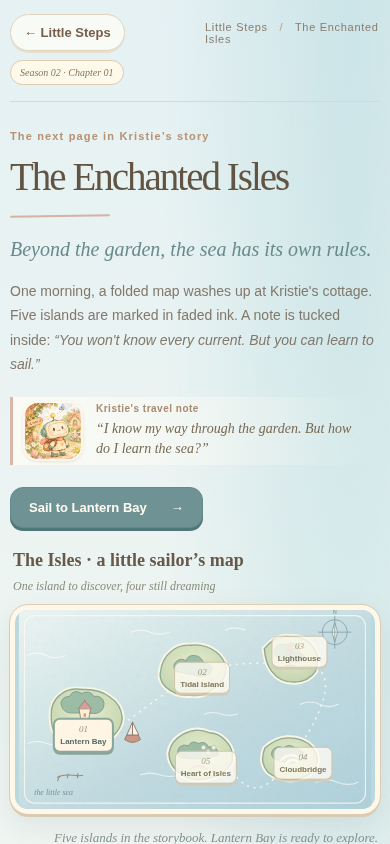 ← Little Steps
Little Steps / The Enchanted
Isles
Season 02 · Chapter 01
The next page in Kristie's story
The Enchanted Isles
Beyond the garden, the sea has its own rules.
One morning, a folded map washes up at Kristie's cottage.
Five islands are marked in faded ink. A note is tucked
inside: “You won't know every current. But you can learn to
sail.”
Kristie's travel note
“I know my way through the garden. But how
do I learn the sea?”
Sail to Lantern Bay →
The Isles · a little sailor’s map
One island to discover, four still dreaming
N
03
Lighthouse
02
Tidal Island
01
Lantern Bay
05
Heart of Isles
04
Cloudbridge
the little sea
Five islands in the storybook. Lantern Bay is ready to explore.